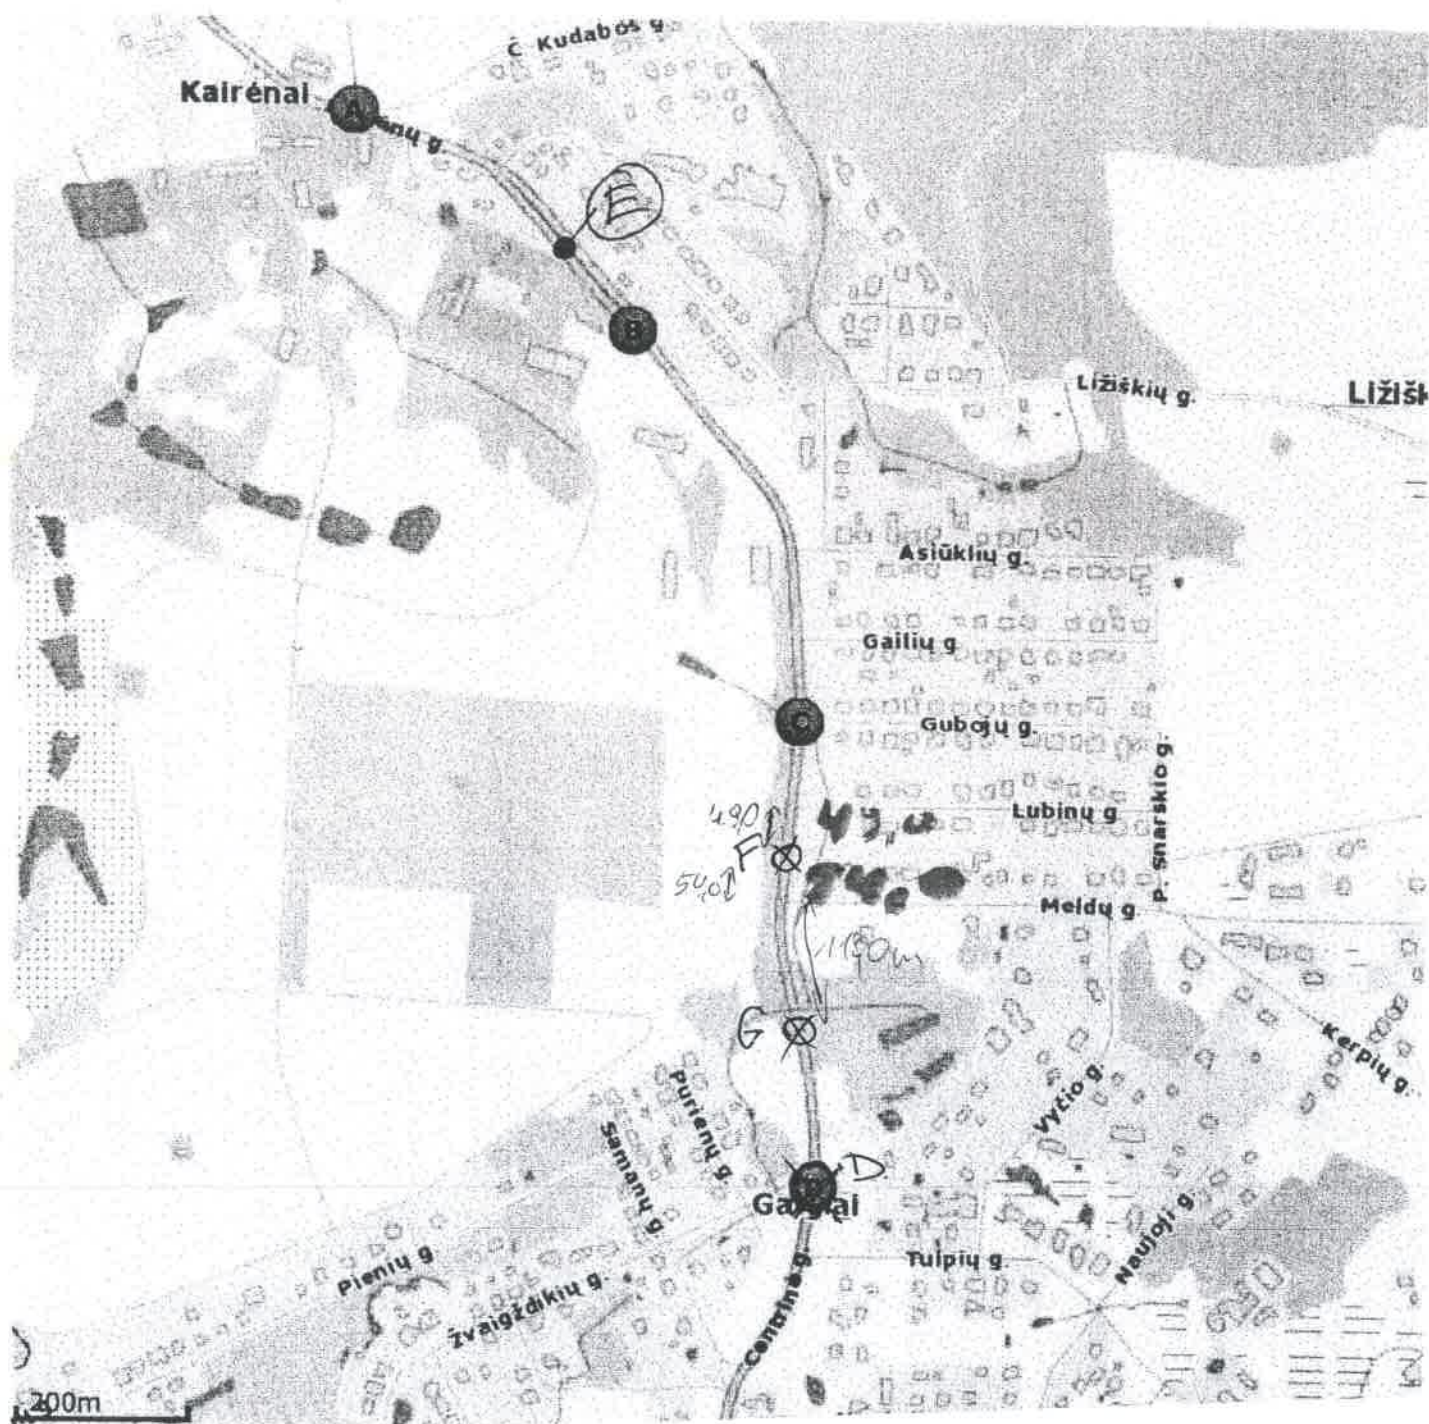 Č. Kudabos g.
Kairėnai
A
ėnų g.
E
B
Ližiškių g.
Ližišk
Asiūklių g.
Gailių g
C
Gubojų g.
P. Snarskio g.
Lubinų g
F
Meldų g.
G
Kerpių g.
Purienų g.
Vyčio g.
Samanų g.
D
Naujoji g
Tulpių g.
Pienių g
Žvaigždikių g.
Centrinė g.
200m